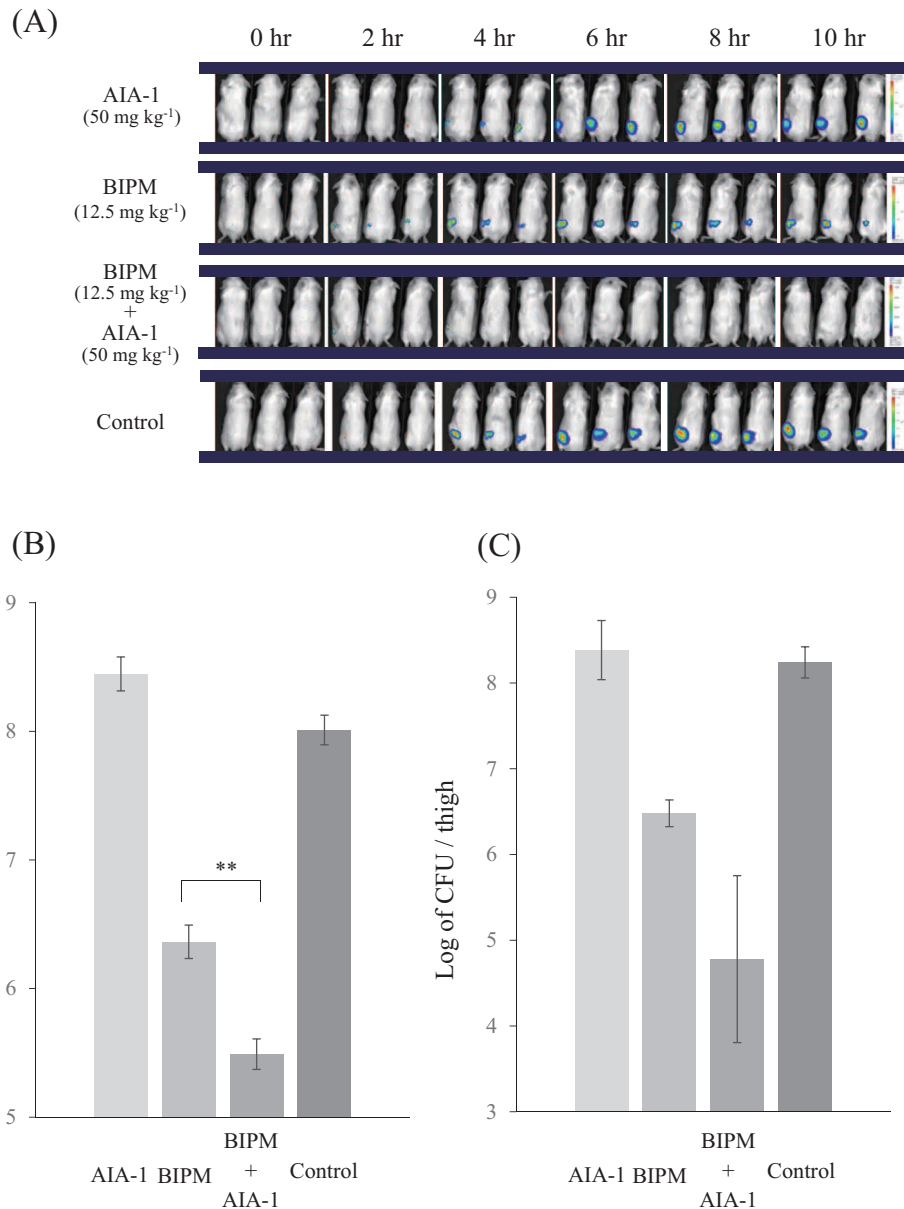 (A)
0 hr 2 hr 4 hr 6 hr 8 hr 10 hr
AIA-1
(50 mg kg⁻¹)
BIPM
(12.5 mg kg⁻¹)
BIPM
(12.5 mg kg⁻¹)
+
AIA-1
(50 mg kg⁻¹)
Control
(B)
9
8
7
6
5
**
AIA-1
BIPM
BIPM
+
AIA-1
Control
(C)
Log of CFU / thigh
9
8
7
6
5
4
3
AIA-1
BIPM
BIPM
+
AIA-1
Control